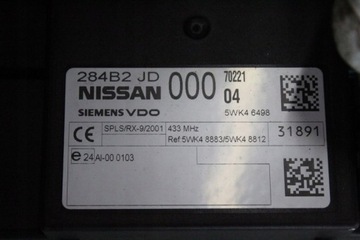 284B2 JD
NISSAN 000 70221 04
SIEMENS VDO 5WK4 6498
CE SPLS/RX-9/2001 433 MHz 31891
Ref.5WK4 8883/5WK4 8812
e 24 AI-00 0103